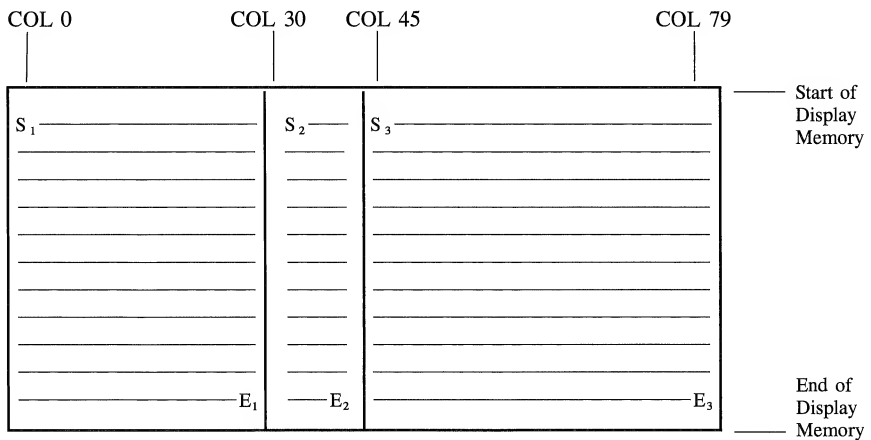 COL 0 COL 30 COL 45 COL 79
Start of
Display
Memory
S1 S2 S3
E1 E2 E3
End of
Display
Memory